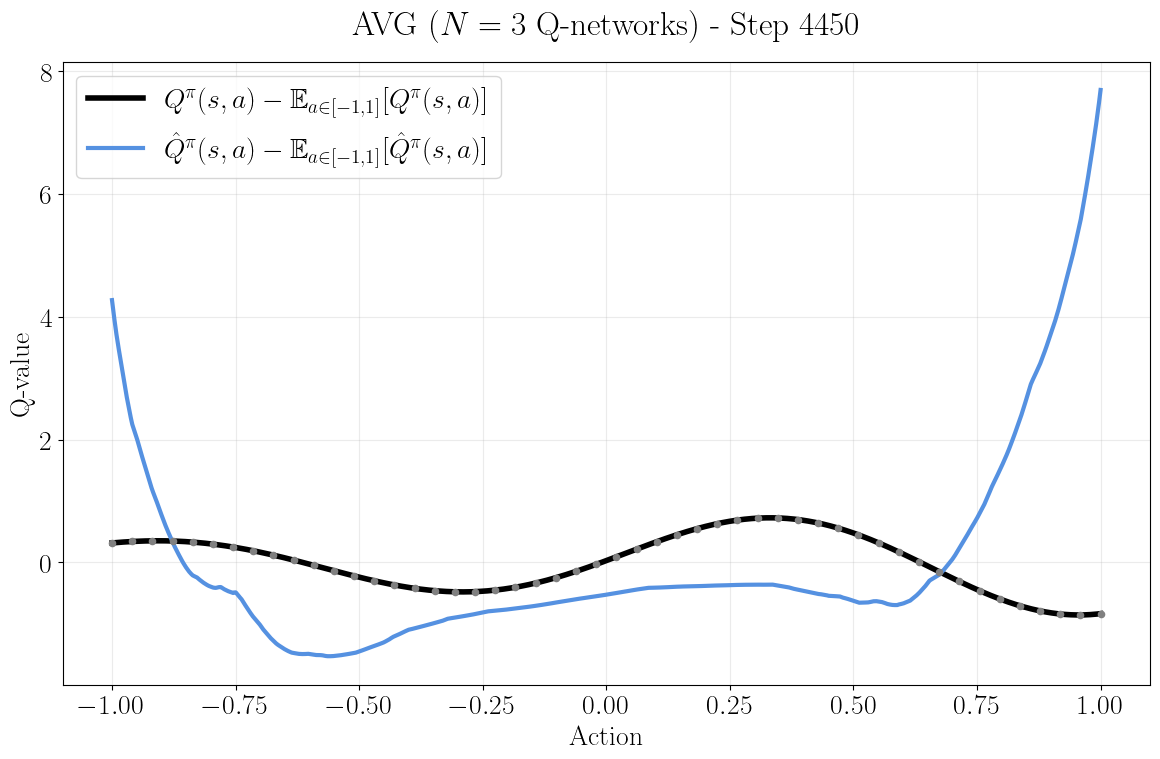 AVG (N = 3 Q-networks) - Step 4450
Q^π(s, a) − 𝔼_{a∈[−1,1]}[Q^π(s, a)]
Q̂^π(s, a) − 𝔼_{a∈[−1,1]}[Q̂^π(s, a)]
8
6
4
2
0
Q-value
−1.00 −0.75 −0.50 −0.25 0.00 0.25 0.50 0.75 1.00
Action